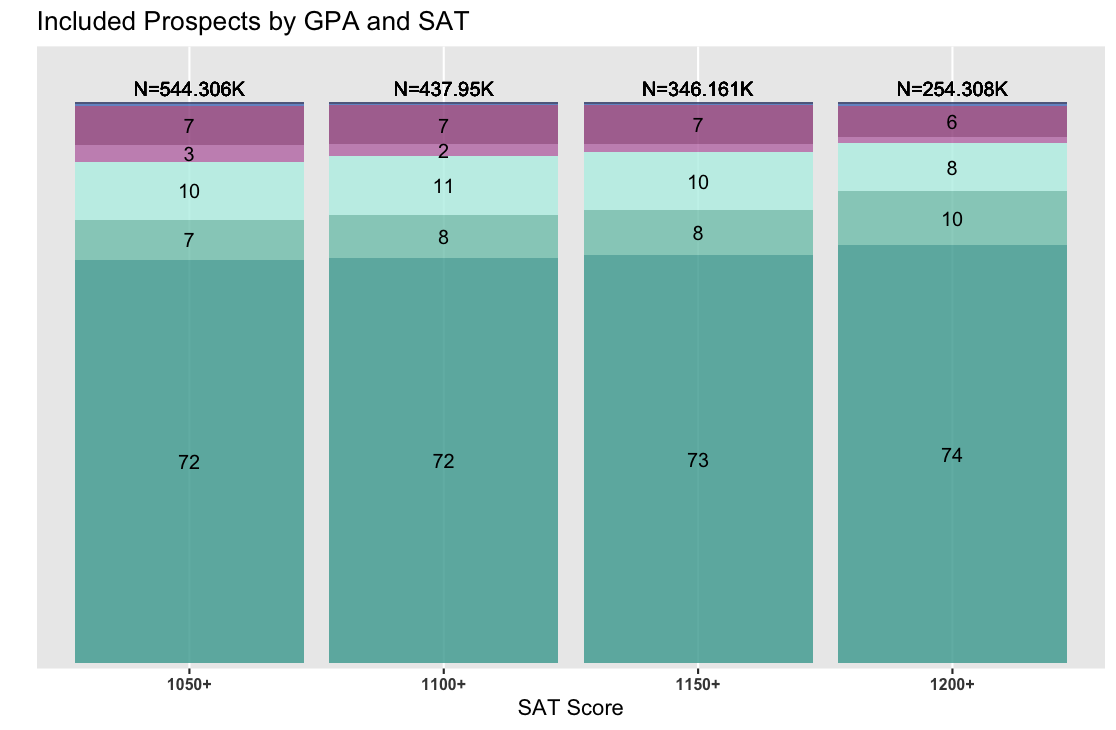 Included Prospects by GPA and SAT
N=544.306K N=437.95K N=346.161K N=254.308K
7 7 7 6
3 2
10 11 10 8
7 8 8 10
72 72 73 74
1050+ 1100+ 1150+ 1200+
SAT Score